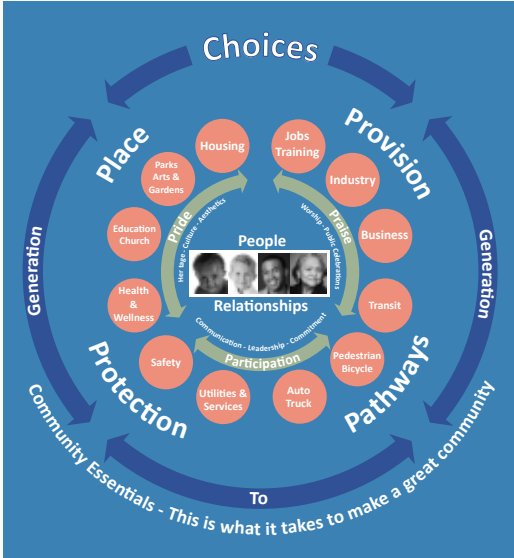 Choices
Place
Provision
Housing
Jobs
Training
Parks
Arts &
Gardens
Industry
Pride
Praise
Her tage - Culture - Aesthetics
Worship - Public Celebrations
Education
Church
Business
People
Relationships
Generation
Generation
Health
&
Wellness
Transit
Communication - Leadership - Commitment
Participation
Safety
Pedestrian
Bicycle
Protection
Pathways
Utilities &
Services
Auto
Truck
To
Community Essentials - This is what it takes to make a great community